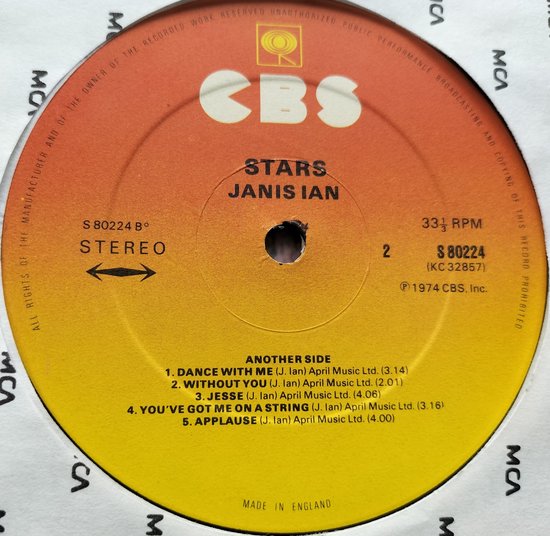 ALL RIGHTS OF THE MANUFACTURER AND OF THE OWNER OF THE RECORDED WORK RESERVED UNAUTHORIZED PUBLIC PERFORMANCE BROADCASTING AND COPYING OF THIS RECORD PROHIBITED
CBS
STARS
JANIS IAN
S 80224 B°
STEREO
33⅓ RPM
2 S 80224
(KC 32857)
Ⓟ 1974 CBS, Inc.
ANOTHER SIDE
1. DANCE WITH ME (J. Ian) April Music Ltd. (3.14)
2. WITHOUT YOU (J. Ian) April Music Ltd. (2.01)
3. JESSE (J. Ian) April Music Ltd. (4.06)
4. YOU'VE GOT ME ON A STRING (J. Ian) April Music Ltd. (3.16)
5. APPLAUSE (J. Ian) April Music Ltd. (4.00)
MADE IN ENGLAND
MCA
MCA
MCA
MCA
MCA
MCA
MCA